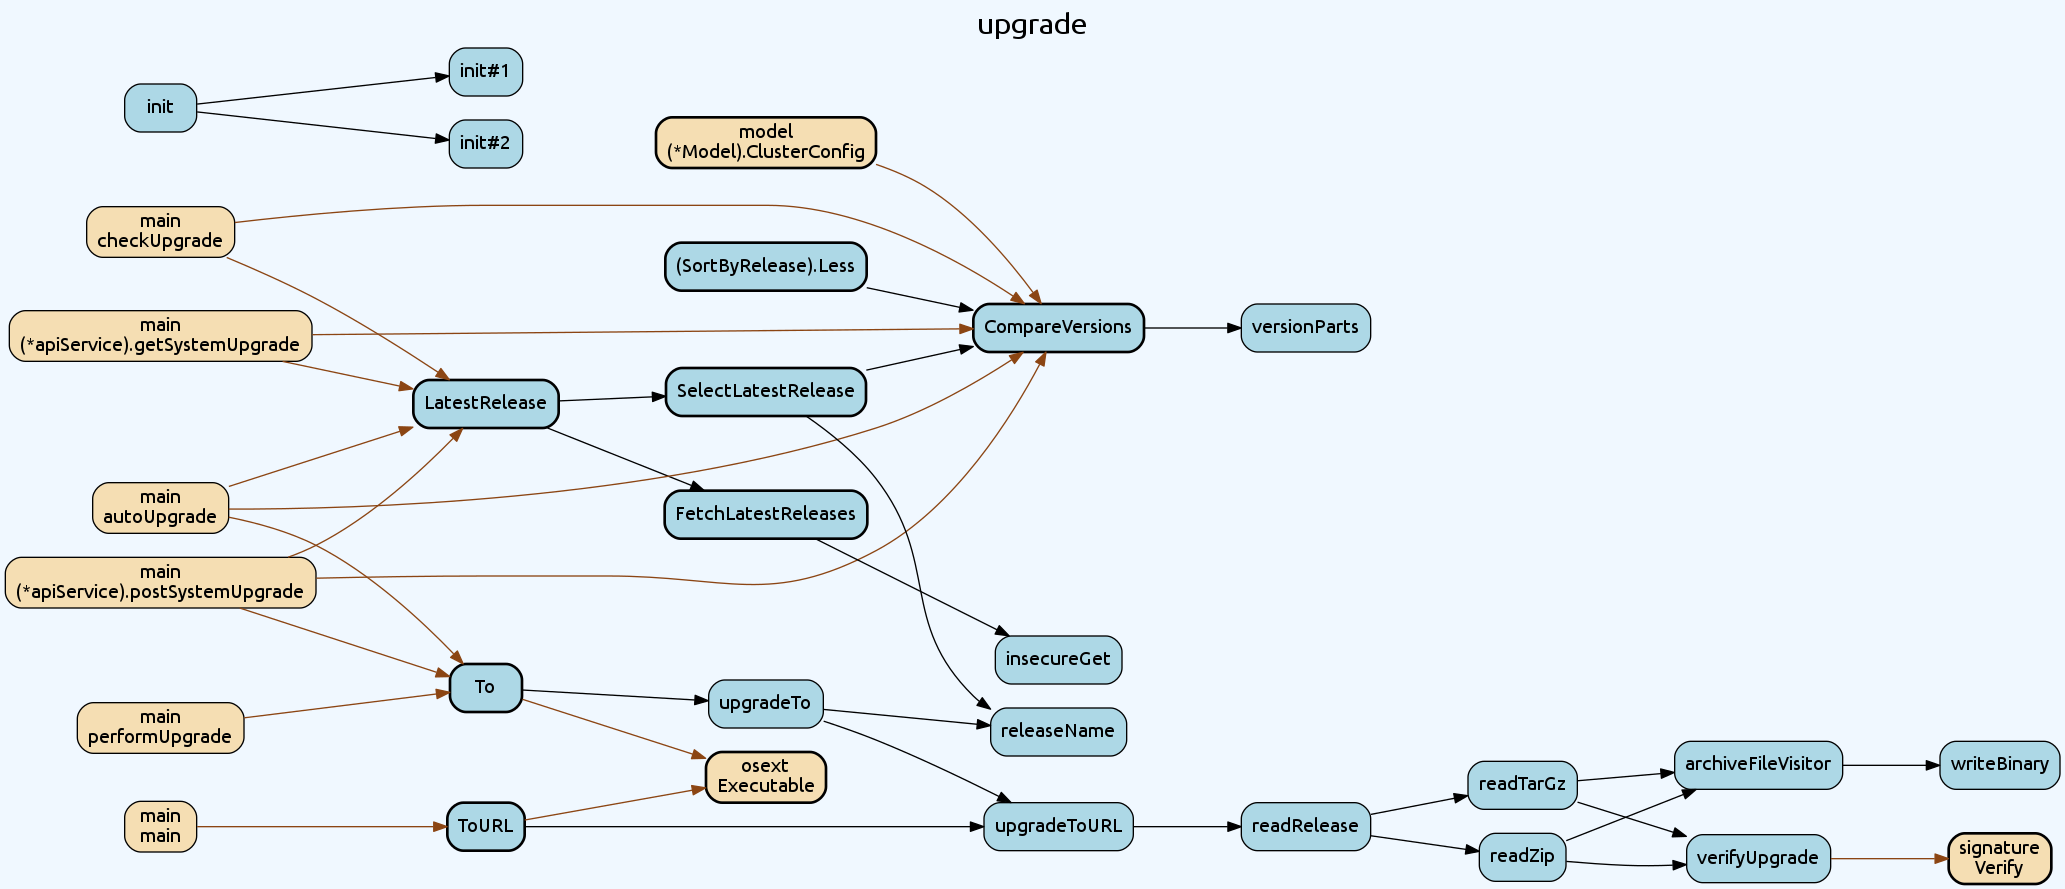 upgrade
init
init#1
init#2
model
(*Model).ClusterConfig
main
checkUpgrade
(SortByRelease).Less
main
(*apiService).getSystemUpgrade
CompareVersions
versionParts
LatestRelease
SelectLatestRelease
main
autoUpgrade
FetchLatestReleases
main
(*apiService).postSystemUpgrade
insecureGet
To
upgradeTo
releaseName
main
performUpgrade
osext
Executable
main
main
ToURL
upgradeToURL
readRelease
readTarGz
readZip
archiveFileVisitor
verifyUpgrade
writeBinary
signature
Verify